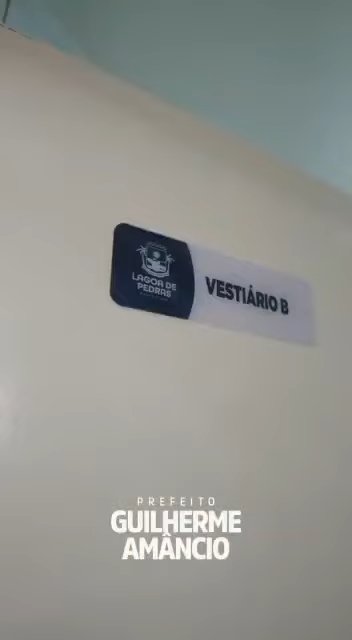 LAGOA DE
PEDRAS
VESTIÁRIO B
PREFEITO
GUILHERME
AMÂNCIO